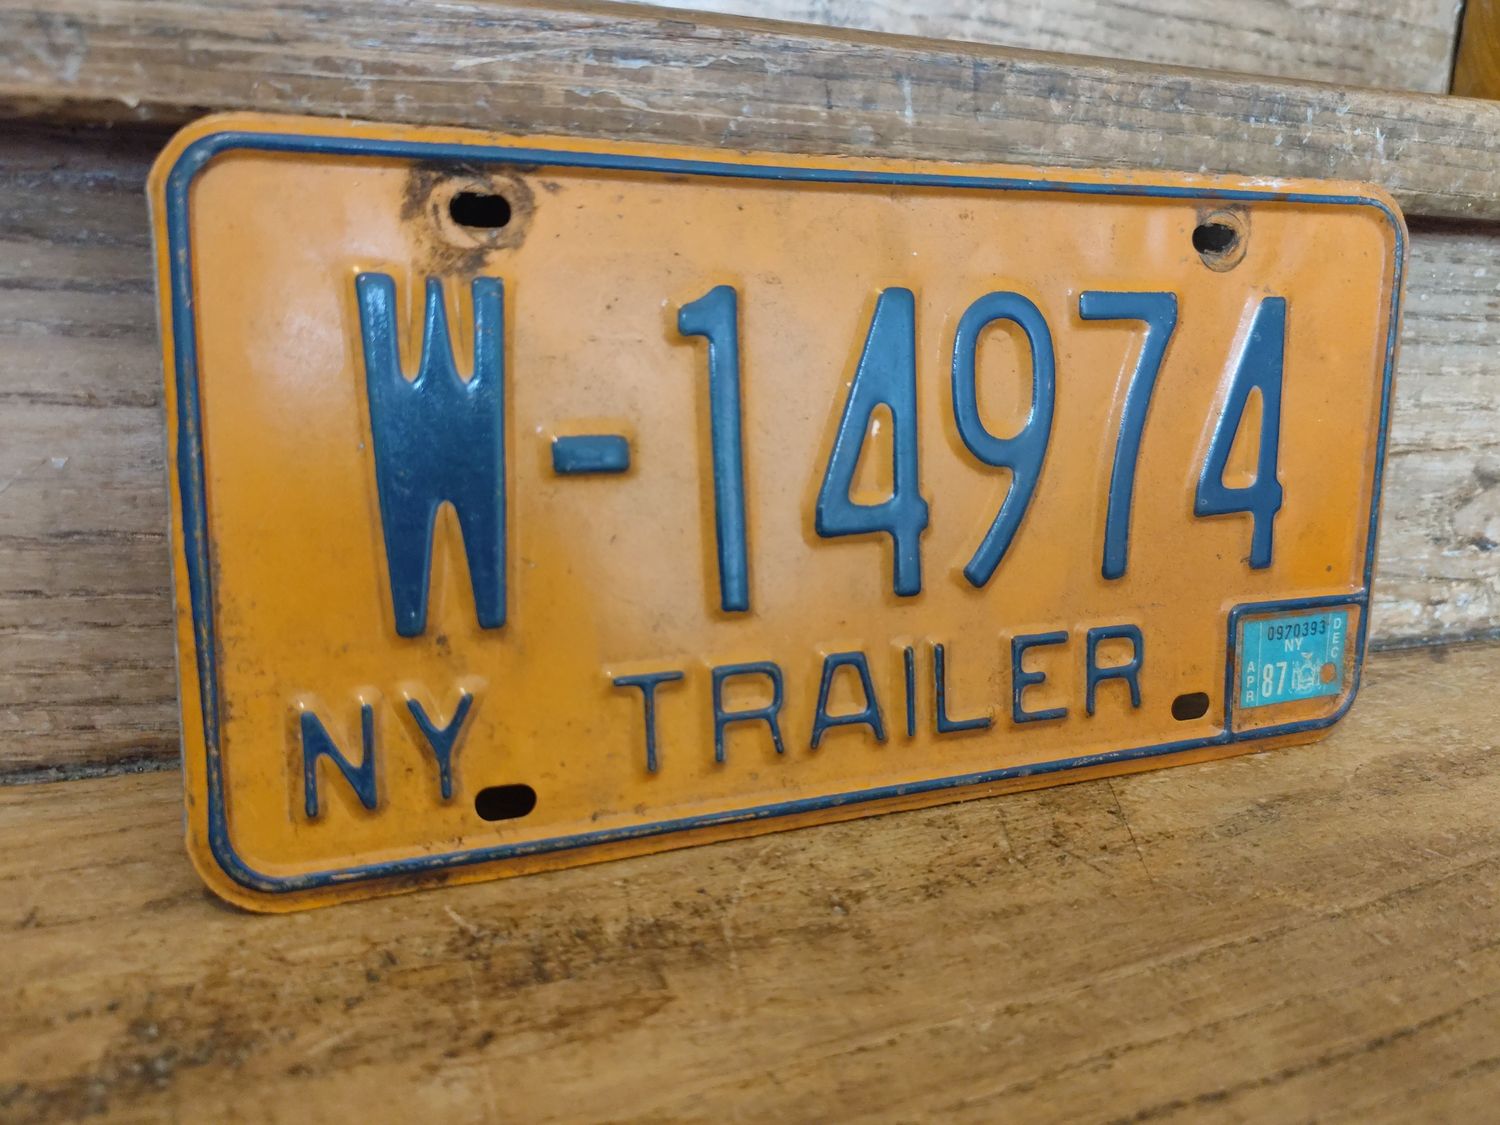 W-14974
NY TRAILER
0970393
NY
DEC
APR
87